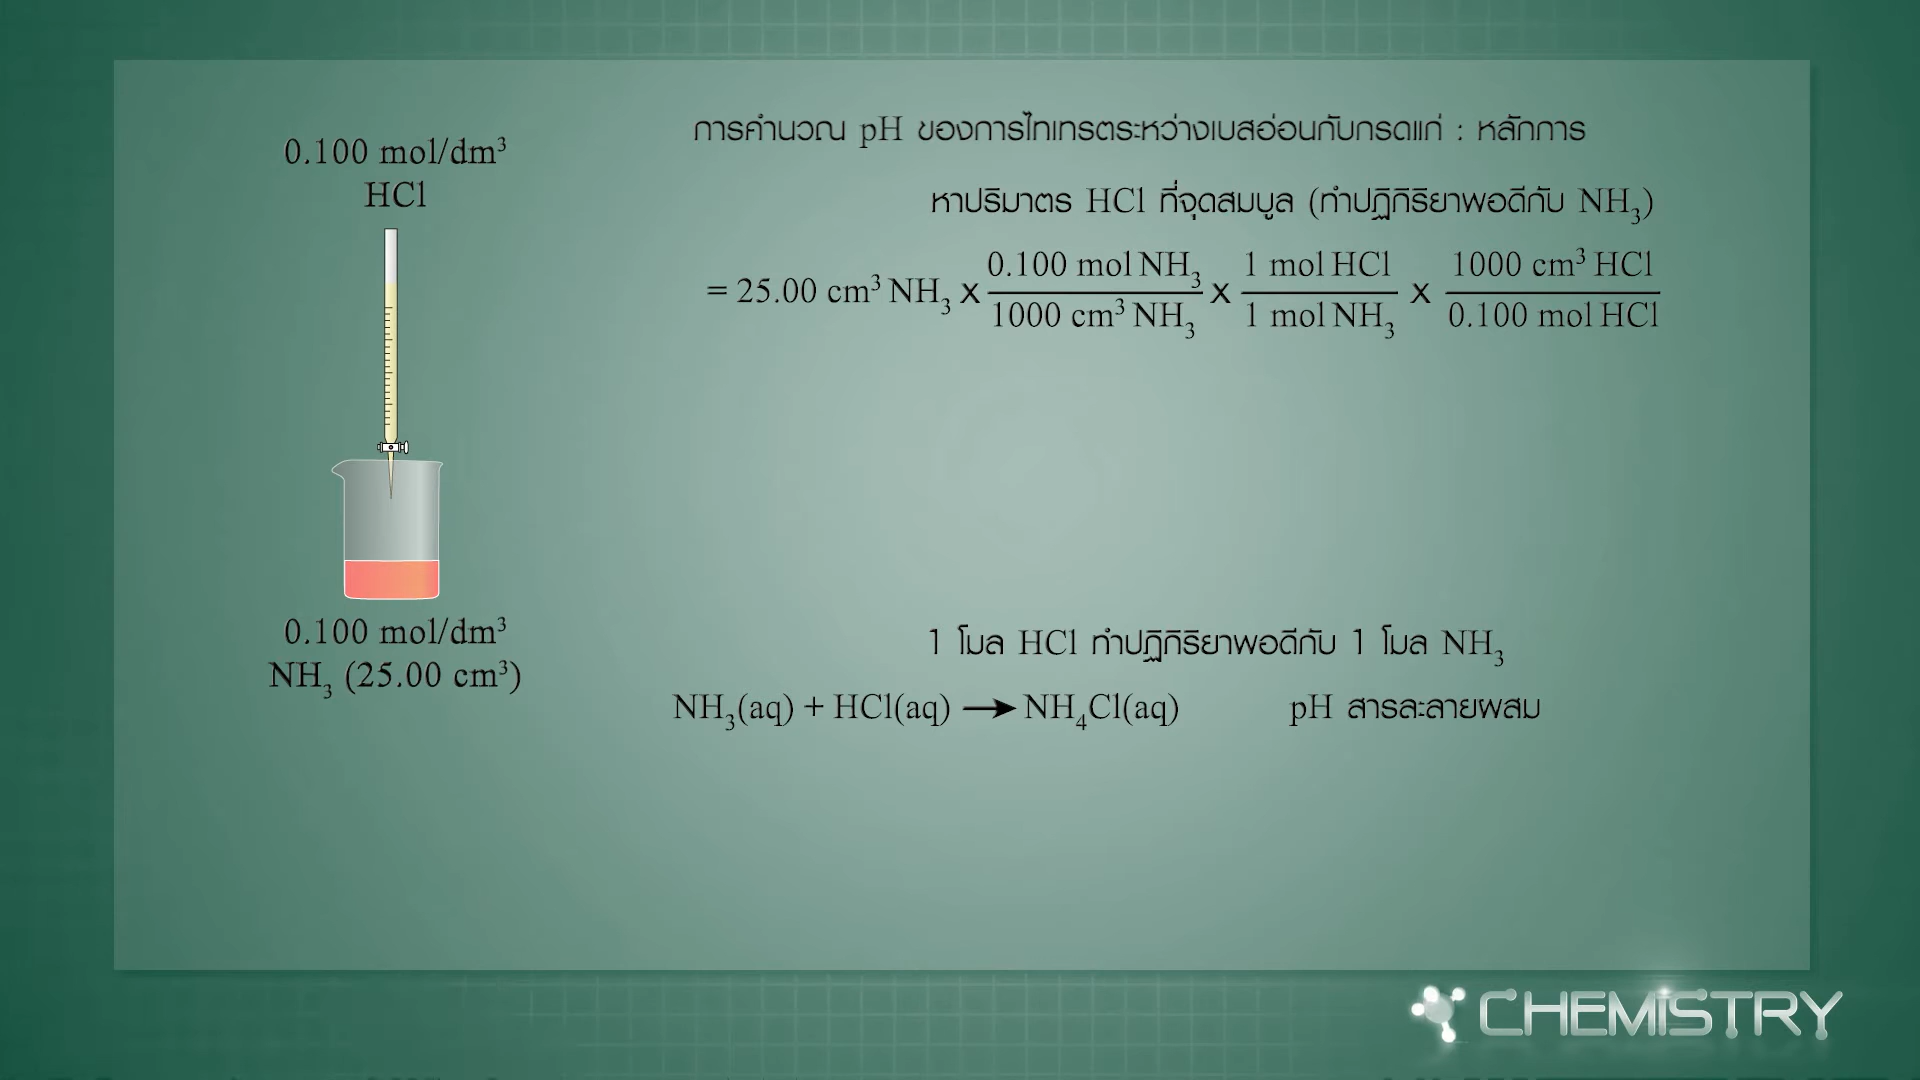 0.100 mol/dm³
HCl
0.100 mol/dm³
NH₃ (25.00 cm³)
การคำนวณ pH ของการไทเทรตระหว่างเบสอ่อนกับกรดแก่ : หลักการ
หาปริมาตร HCl ที่จุดสมบูล (ทำปฏิกิริยาพอดีกับ NH₃)
= 25.00 cm³ NH₃ x 0.100 mol NH₃ / 1000 cm³ NH₃ x 1 mol HCl / 1 mol NH₃ x 1000 cm³ HCl / 0.100 mol HCl
1 โมล HCl ทำปฏิกิริยาพอดีกับ 1 โมล NH₃
NH₃(aq) + HCl(aq) → NH₄Cl(aq) pH สารละลายผสม
CHEMiSTRY